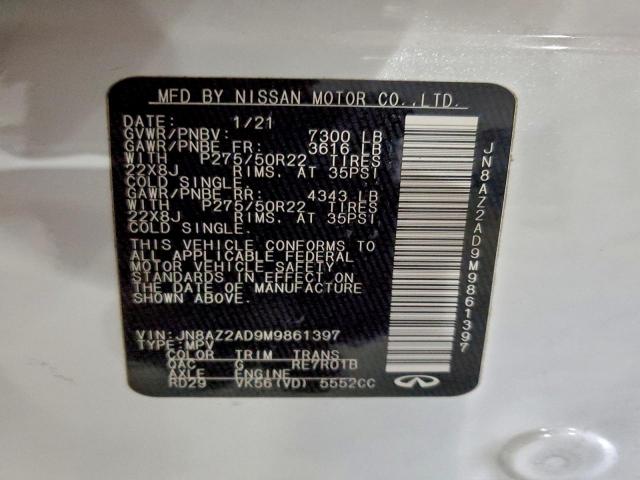 MFD BY NISSAN MOTOR CO.,LTD.
DATE: 1/21
GVWR/PNBV: 7300 LB
GAWR/PNBE FR: 3616 LB
WITH P275/50R22 TIRES
22X8J RIMS. AT 35PSI
COLD SINGLE.
GAWR/PNBE RR: 4343 LB
WITH P275/50R22 TIRES
22X8J RIMS. AT 35PSI
COLD SINGLE.
THIS VEHICLE CONFORMS TO
ALL APPLICABLE FEDERAL
MOTOR VEHICLE SAFETY
STANDARDS IN EFFECT ON
THE DATE OF MANUFACTURE
SHOWN ABOVE.
VIN: JN8AZ2AD9M9861397
TYPE: MPV
COLOR TRIM TRANS
QAC G RE7R01B
AXLE ENGINE
RD29 VK56(VD) 5552CC
JN8AZ2AD9M9861397